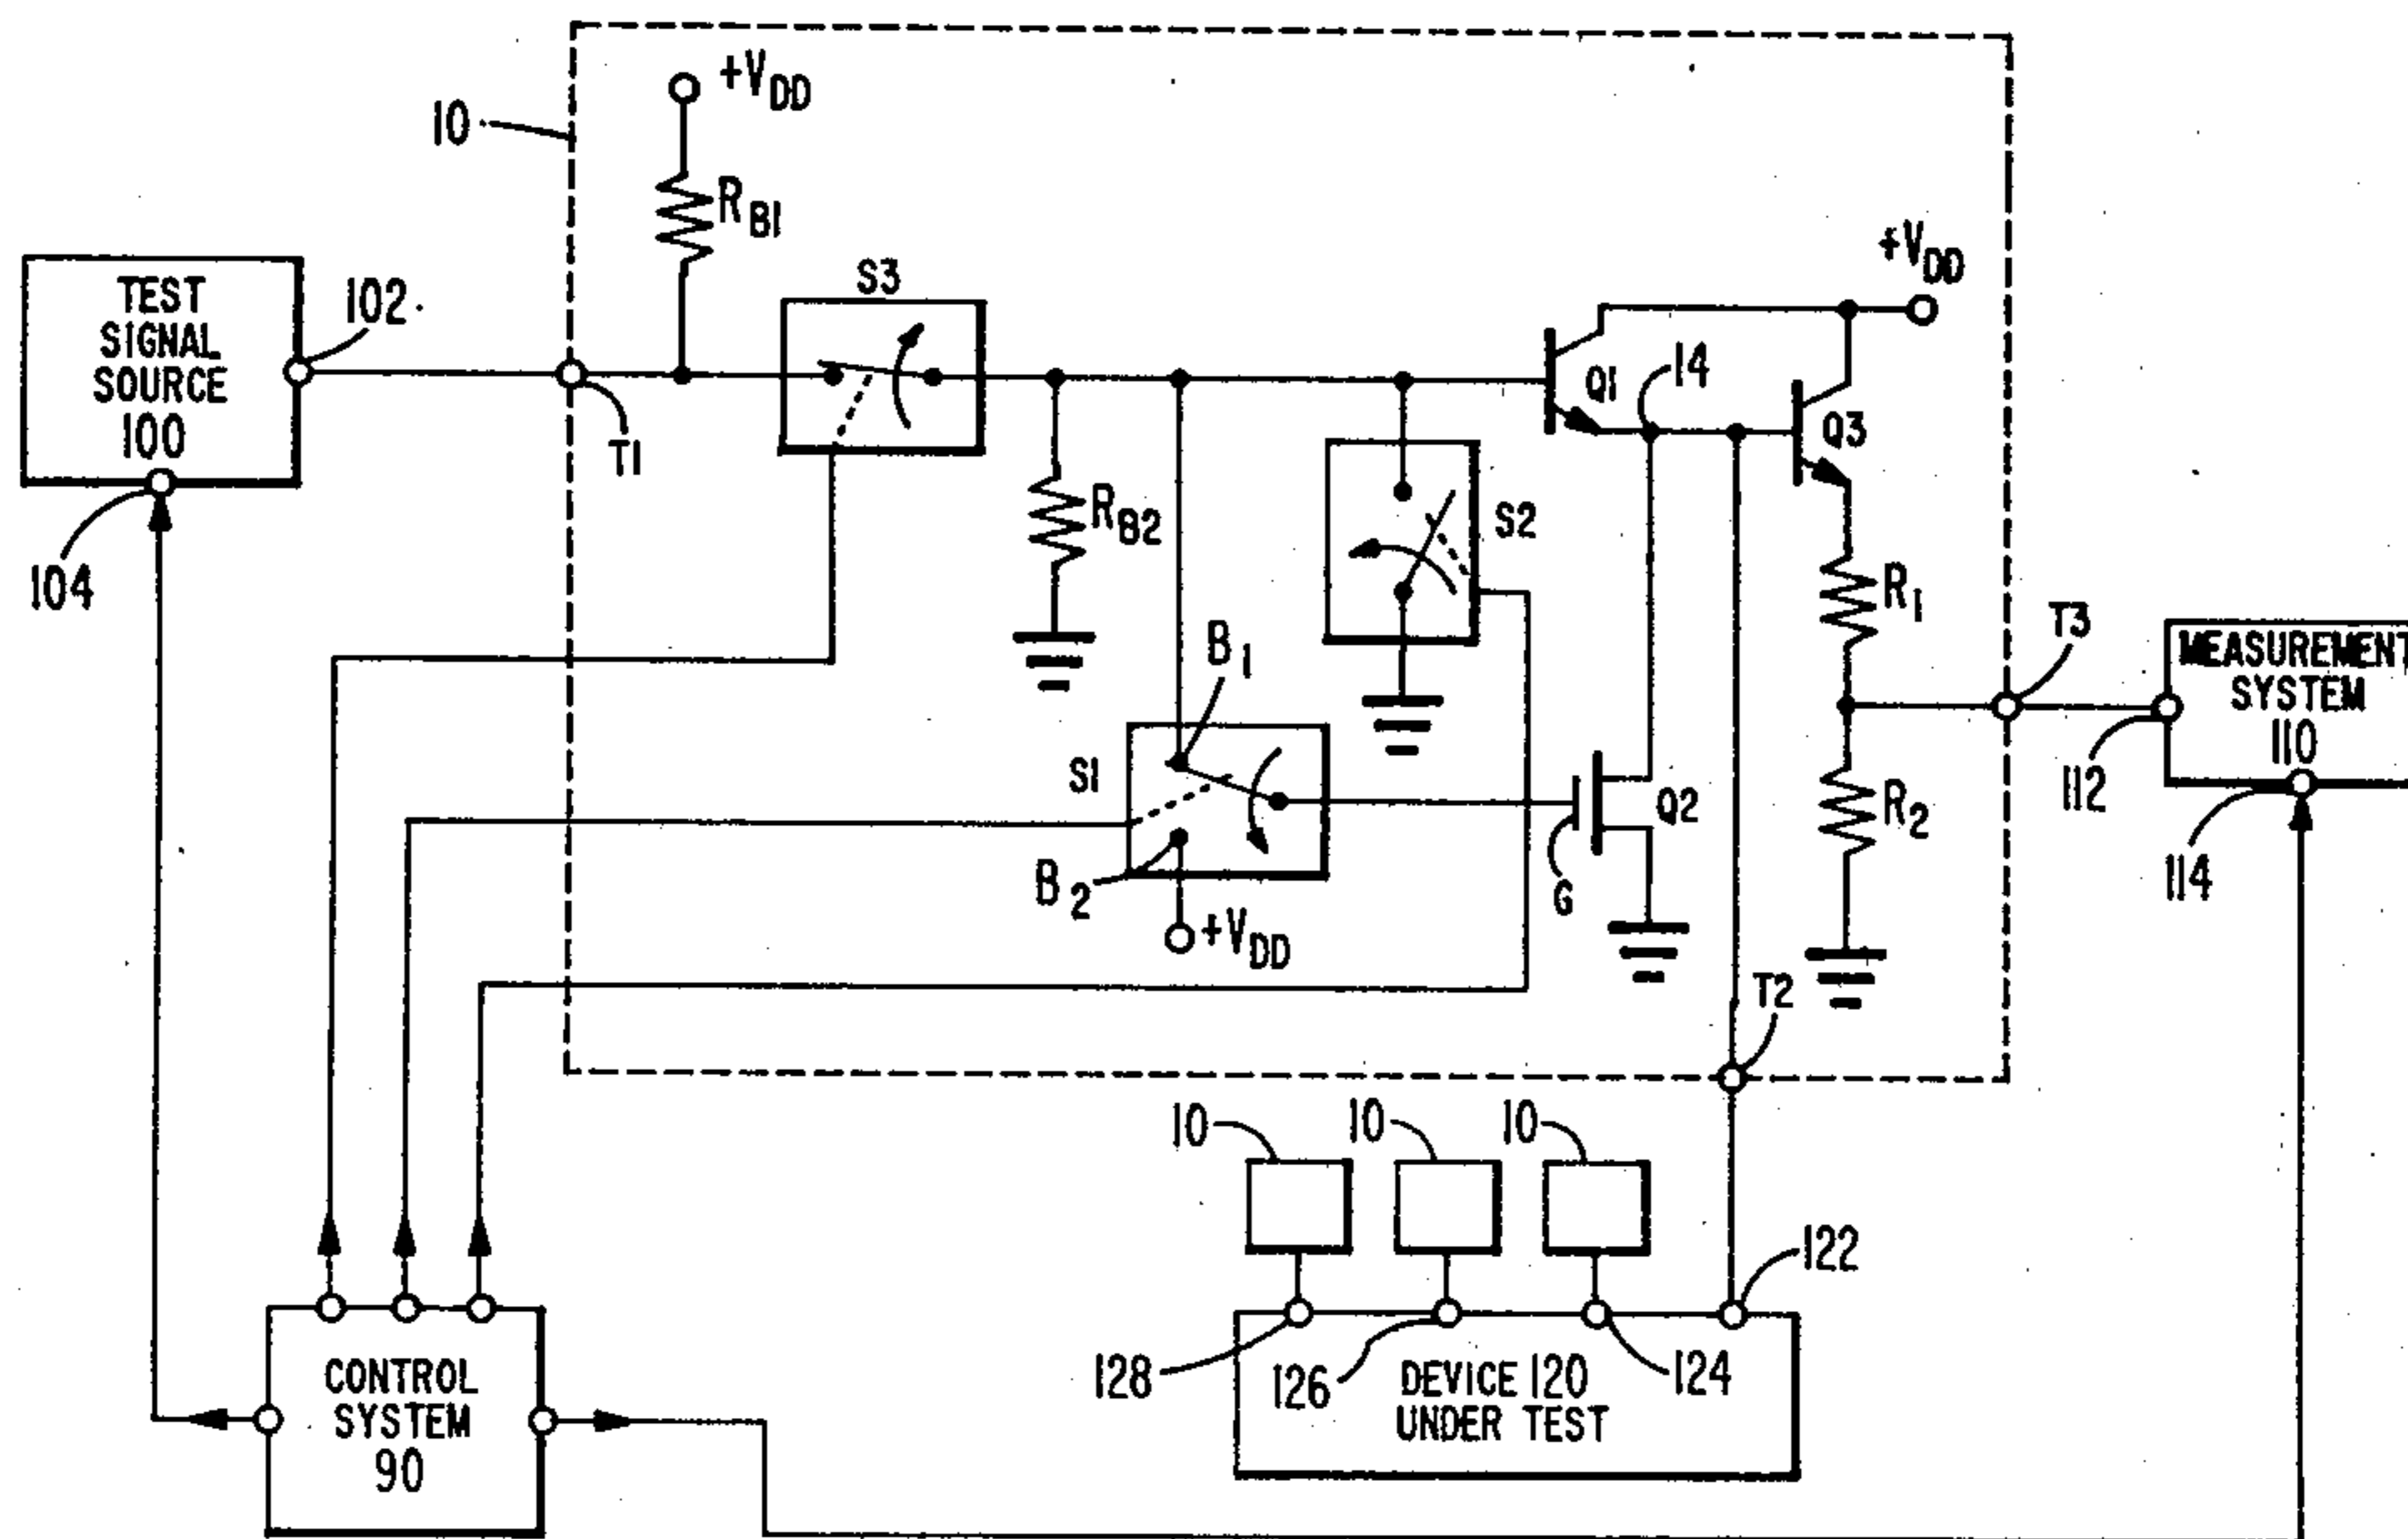 +VDD
10
RB1
S3
+VDD
TEST
SIGNAL
SOURCE
100
102
104
T1
RB2
Q1
14
Q3
S2
R1
T3
MEASUREMENT
SYSTEM
110
112
114
B1
S1
B2
+VDD
G
Q2
R2
T2
10
10
10
122
128
126
DEVICE 120
UNDER TEST
124
CONTROL
SYSTEM
90